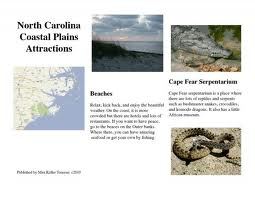 North Carolina
Coastal Plains
Attractions
Beaches
Relax, kick back, and enjoy the beautiful
weather. On the coast, it is more
crowded but there are hotels and lots of
restaurants. If you want to have peace,
go to the beaces on the Outer banks.
Where there, you can have amazing
seafood or get your own by fishing.
Cape Fear Serpentarium
Cape Fear serpentarium is a place where
there are lots of reptiles and serpents
such as bushmaster snakes, crocodiles,
and komodo dragons. It also has a little
African museum.
Published by Miss Keller